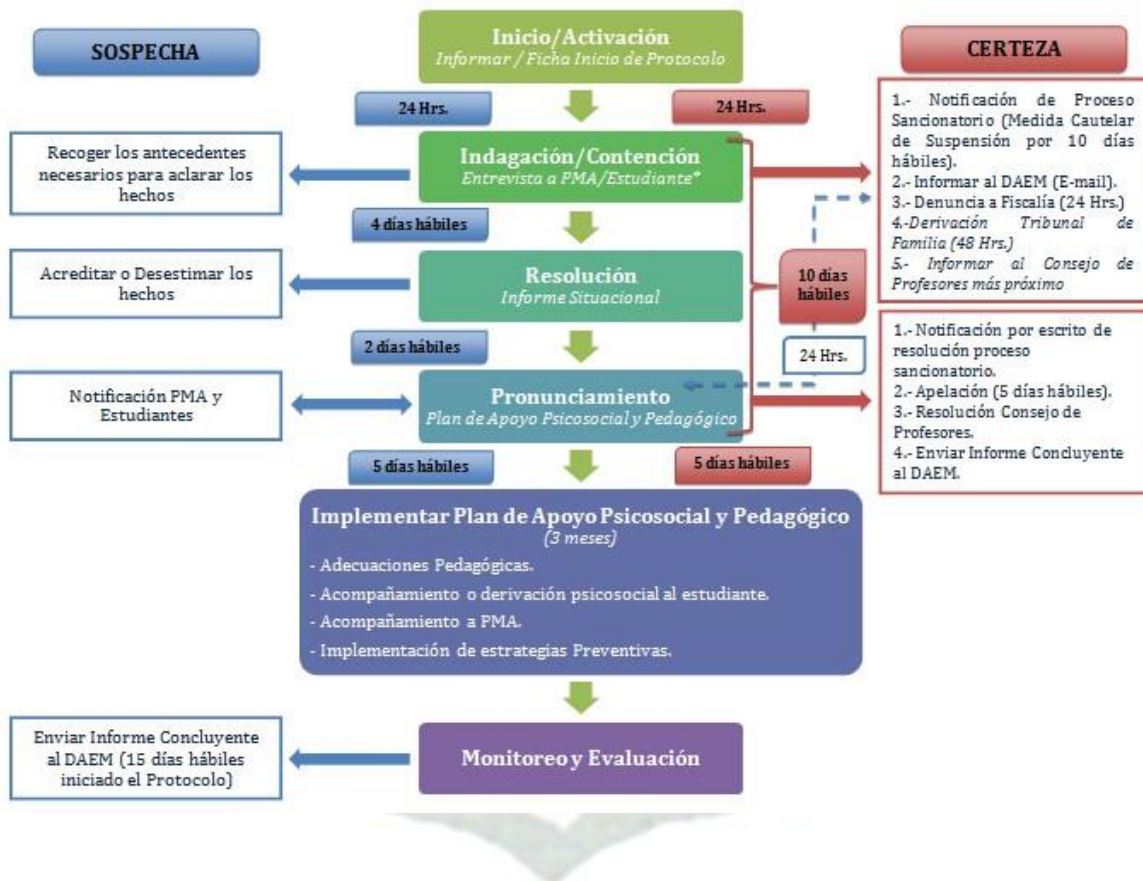 SOSPECHA
Inicio/Activación
Informar / Ficha Inicio de Protocolo
CERTEZA
24 Hrs.
24 Hrs.
Recoger los antecedentes
necesarios para aclarar los
hechos
Indagación/Contención
Entrevista a PMA/Estudiante*
1.- Notificación de Proceso
Sancionatorio (Medida Cautelar
de Suspensión por 10 días
hábiles).
2.- Informar al DAEM (E-mail).
3.- Denuncia a Fiscalía (24 Hrs.)
4.-Derivación Tribunal de
Familia (48 Hrs.)
5.- Informar al Consejo de
Profesores más próximo
4 días hábiles
Acreditar o Desestimar los
hechos
Resolución
Informe Situacional
10 días
hábiles
2 días hábiles
24 Hrs.
Notificación PMA y
Estudiantes
Pronunciamiento
Plan de Apoyo Psicosocial y Pedagógico
1.- Notificación por escrito de
resolución proceso
sancionatorio.
2.- Apelación (5 días hábiles).
3.- Resolución Consejo de
Profesores.
4.- Enviar Informe Concluyente
al DAEM.
5 días hábiles
5 días hábiles
Implementar Plan de Apoyo Psicosocial y Pedagógico
(3 meses)
- Adecuaciones Pedagógicas.
- Acompañamiento o derivación psicosocial al estudiante.
- Acompañamiento a PMA.
- Implementación de estrategias Preventivas.
Enviar Informe Concluyente
al DAEM (15 días hábiles
iniciado el Protocolo)
Monitoreo y Evaluación